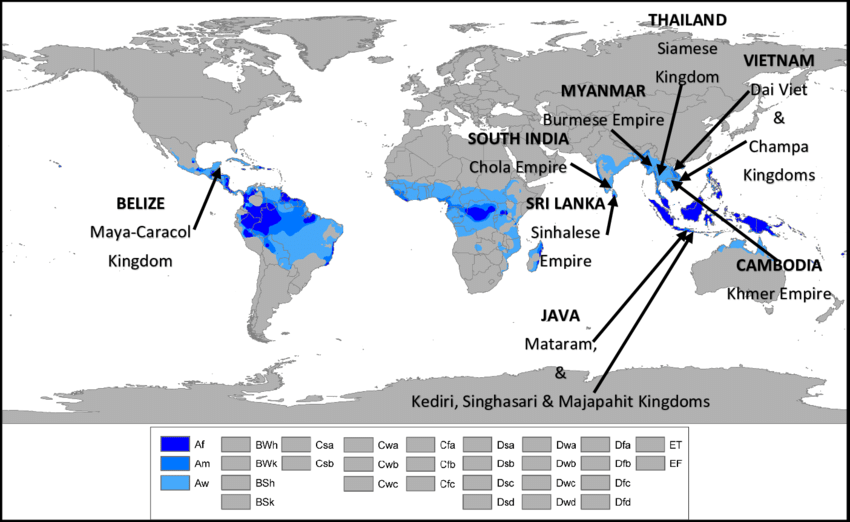 THAILAND
Siamese
Kingdom
VIETNAM
Dai Viet
&
Champa
Kingdoms
MYANMAR
Burmese Empire
SOUTH INDIA
Chola Empire
SRI LANKA
Sinhalese
Empire
BELIZE
Maya-Caracol
Kingdom
CAMBODIA
Khmer Empire
JAVA
Mataram,
&
Kediri, Singhasari & Majapahit Kingdoms
Af BWh Csa Cwa Cfa Dsa Dwa Dfa ET
Am BWk Csb Cwb Cfb Dsb Dwb Dfb EF
Aw BSh Cwc Cfc Dsc Dwc Dfc
BSk Dsd Dwd Dfd